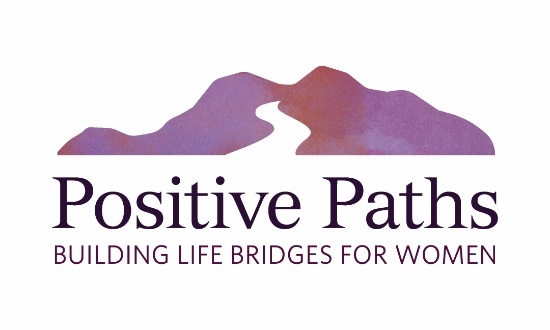 Positive Paths
BUILDING LIFE BRIDGES FOR WOMEN